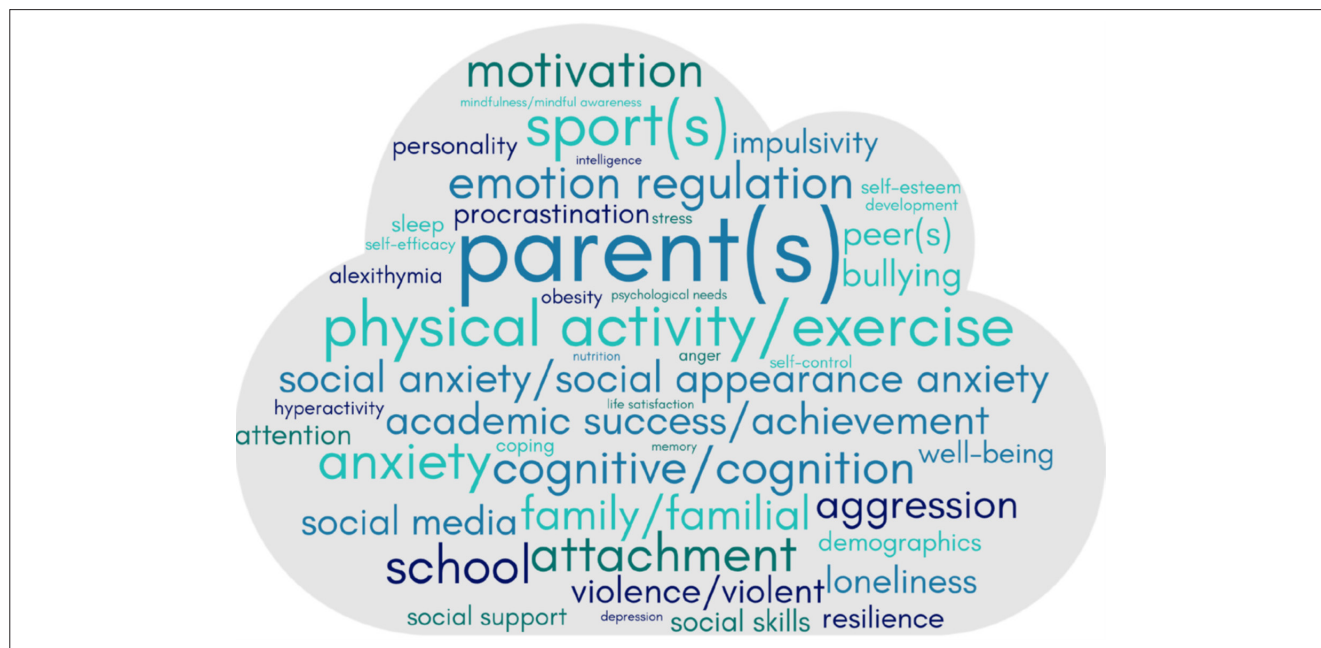 motivation
mindfulness/mindful awareness
sport(s)
impulsivity
personality
intelligence
emotion regulation
self-esteem
development
procrastination
stress
sleep
self-efficacy
parent(s)
peer(s)
bullying
alexithymia
obesity
psychological needs
physical activity/exercise
nutrition
anger
self-control
social anxiety/social appearance anxiety
hyperactivity
life satisfaction
academic success/achievement
attention
coping
memory
anxiety
cognitive/cognition
well-being
social media
family/familial
aggression
demographics
school
attachment
violence/violent
loneliness
social support
depression
social skills
resilience